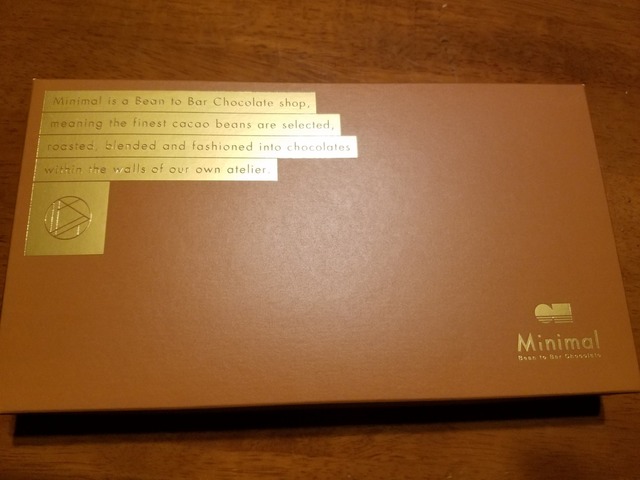 Minimal is a Bean to Bar Chocolate shop,
meaning the finest cacao beans are selected,
roasted, blended and fashioned into chocolates
within the walls of our own atelier.
Minimal
Bean to Bar Chocolate